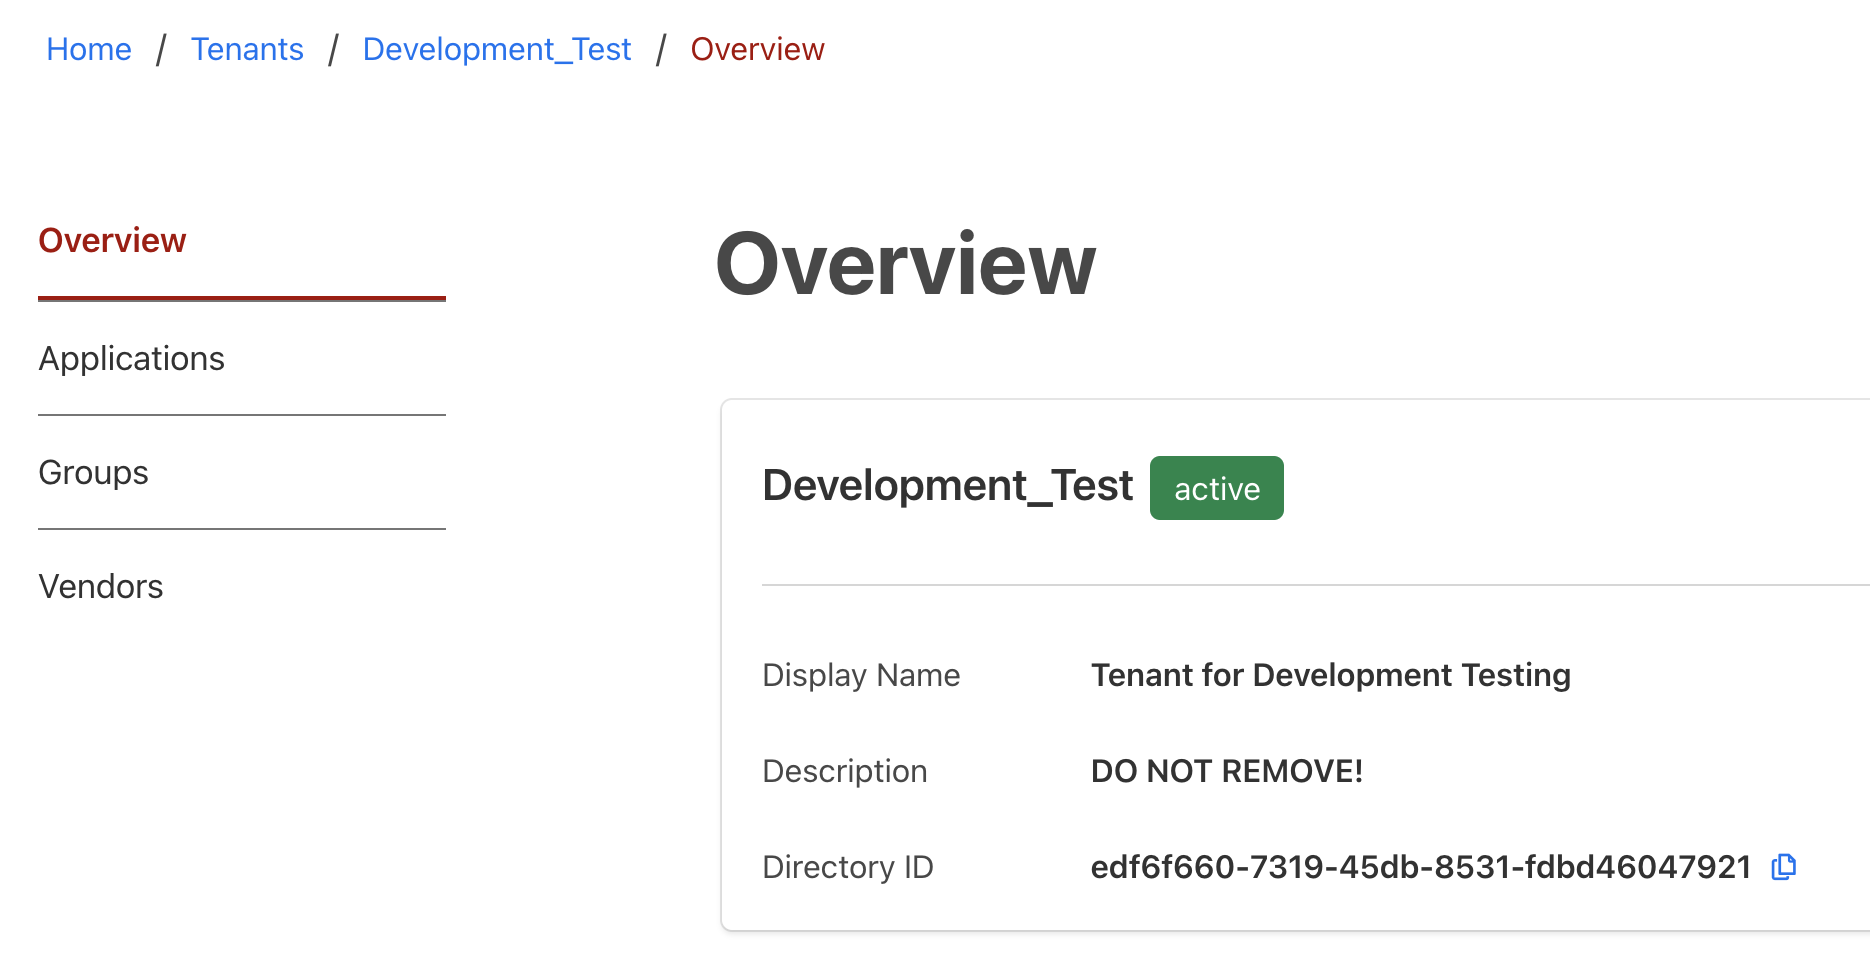 Home / Tenants / Development_Test / Overview
Overview
Applications
Groups
Vendors
Overview
Development_Test active
Display Name Tenant for Development Testing
Description DO NOT REMOVE!
Directory ID edf6f660-7319-45db-8531-fdbd46047921